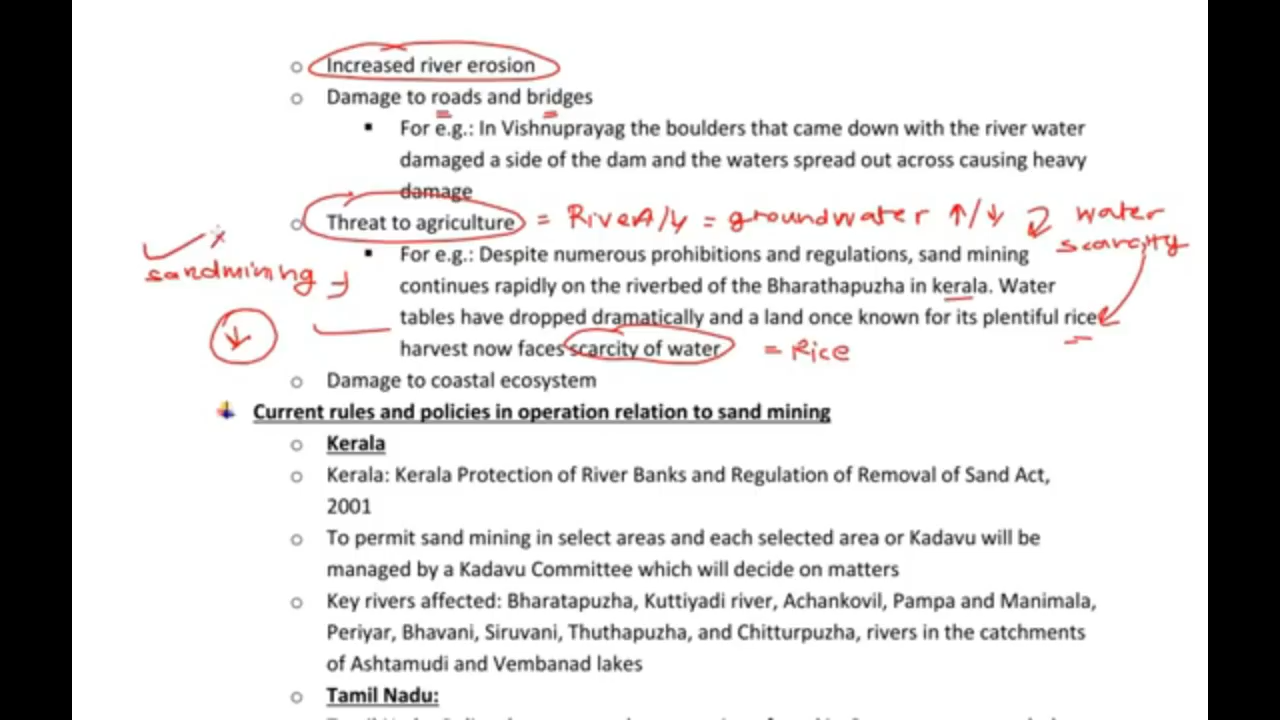 o Increased river erosion
o Damage to roads and bridges
▪ For e.g.: In Vishnuprayag the boulders that came down with the river water
damaged a side of the dam and the waters spread out across causing heavy
damage
o Threat to agriculture = River = groundwater ↑/↓ water
scarcity
▪ For e.g.: Despite numerous prohibitions and regulations, sand mining
sandmining
continues rapidly on the riverbed of the Bharathapuzha in kerala. Water
tables have dropped dramatically and a land once known for its plentiful rice
↓
harvest now faces scarcity of water = Rice
o Damage to coastal ecosystem
Current rules and policies in operation relation to sand mining
o Kerala
o Kerala: Kerala Protection of River Banks and Regulation of Removal of Sand Act,
2001
o To permit sand mining in select areas and each selected area or Kadavu will be
managed by a Kadavu Committee which will decide on matters
o Key rivers affected: Bharatapuzha, Kuttiyadi river, Achankovil, Pampa and Manimala,
Periyar, Bhavani, Siruvani, Thuthapuzha, and Chitturpuzha, rivers in the catchments
of Ashtamudi and Vembanad lakes
o Tamil Nadu: